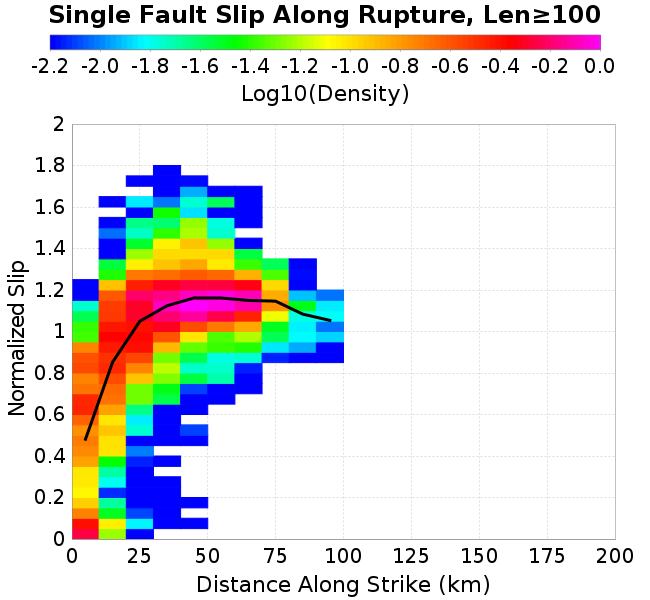 Single Fault Slip Along Rupture, Len≥100
-2.2 -2.0 -1.8 -1.6 -1.4 -1.2 -1.0 -0.8 -0.6 -0.4 -0.2 0.0
Log10(Density)
2
1.8
1.6
1.4
1.2
1
0.8
0.6
0.4
0.2
0
Normalized Slip
0 25 50 75 100 125 150 175 200
Distance Along Strike (km)